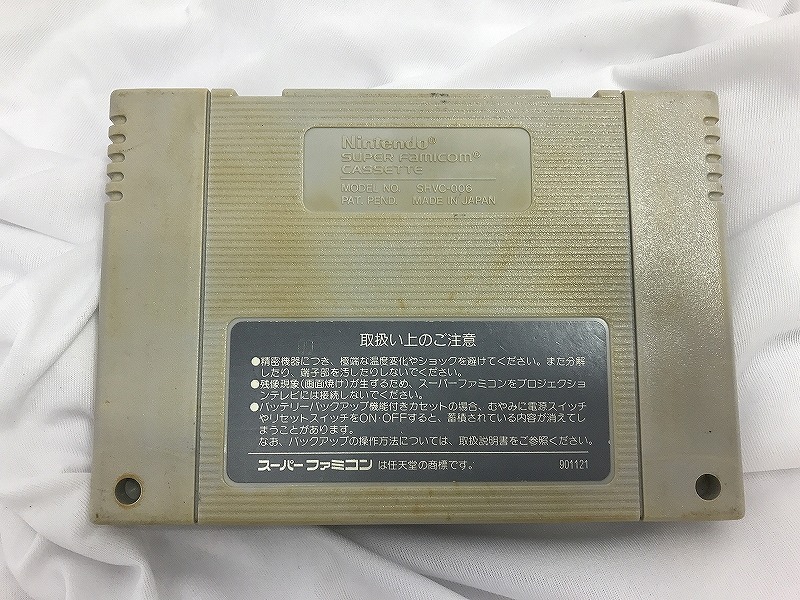 Nintendo®
SUPER FAMICOM®
CASSETTE
MODEL NO. SHVC-006
PAT. PEND. MADE IN JAPAN
取扱い上のご注意
●精密機器につき、極端な温度変化やショックを避けてください。また分解
したり、端子部を汚したりしないでください。
●残像現象(画面焼け)が生ずるため、スーパーファミコンをプロジェクショ
ンテレビには接続しないでください。
●バッテリーバックアップ機能付きカセットの場合、むやみに電源スイッチ
やリセットスイッチをON・OFFすると、蓄積されている内容が消えてし
まうことがあります。
なお、バックアップの操作方法については、取扱説明書をご参照ください。
スーパーファミコン は任天堂の商標です。 901121